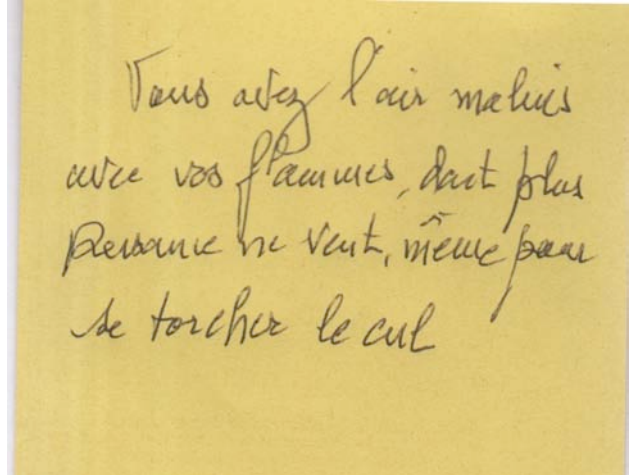 Vous avez l'air malins
avec vos flammes, dont plus
personne ne veut, même pour
se torcher le cul